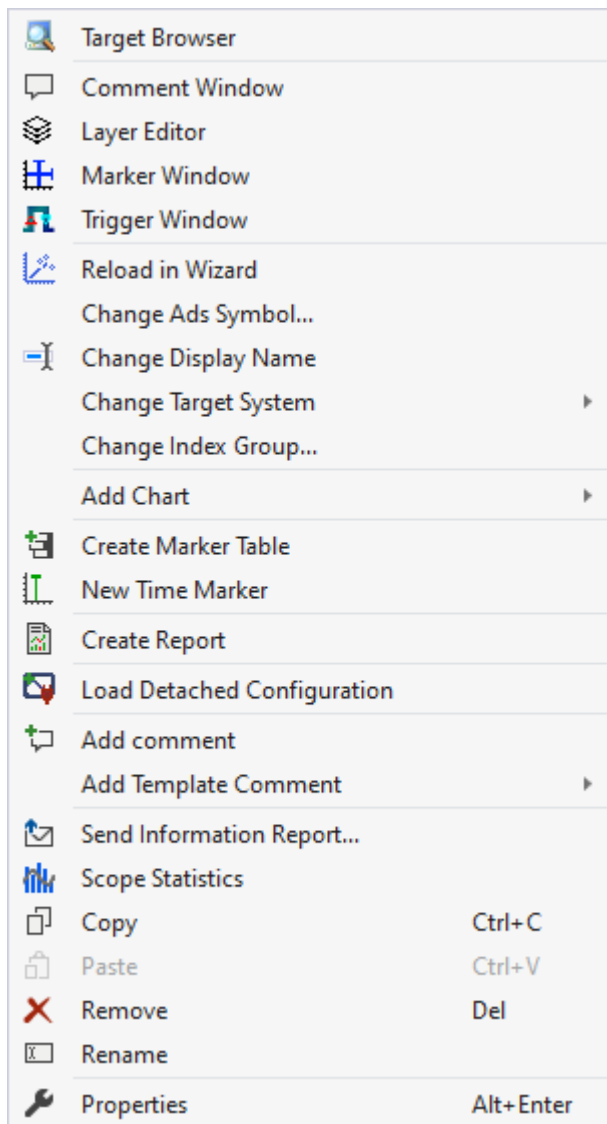 Target Browser
Comment Window
Layer Editor
Marker Window
Trigger Window
Reload in Wizard
Change Ads Symbol...
Change Display Name
Change Target System
Change Index Group...
Add Chart
Create Marker Table
New Time Marker
Create Report
Load Detached Configuration
Add comment
Add Template Comment
Send Information Report...
Scope Statistics
Copy Ctrl+C
Paste Ctrl+V
Remove Del
Rename
Properties Alt+Enter